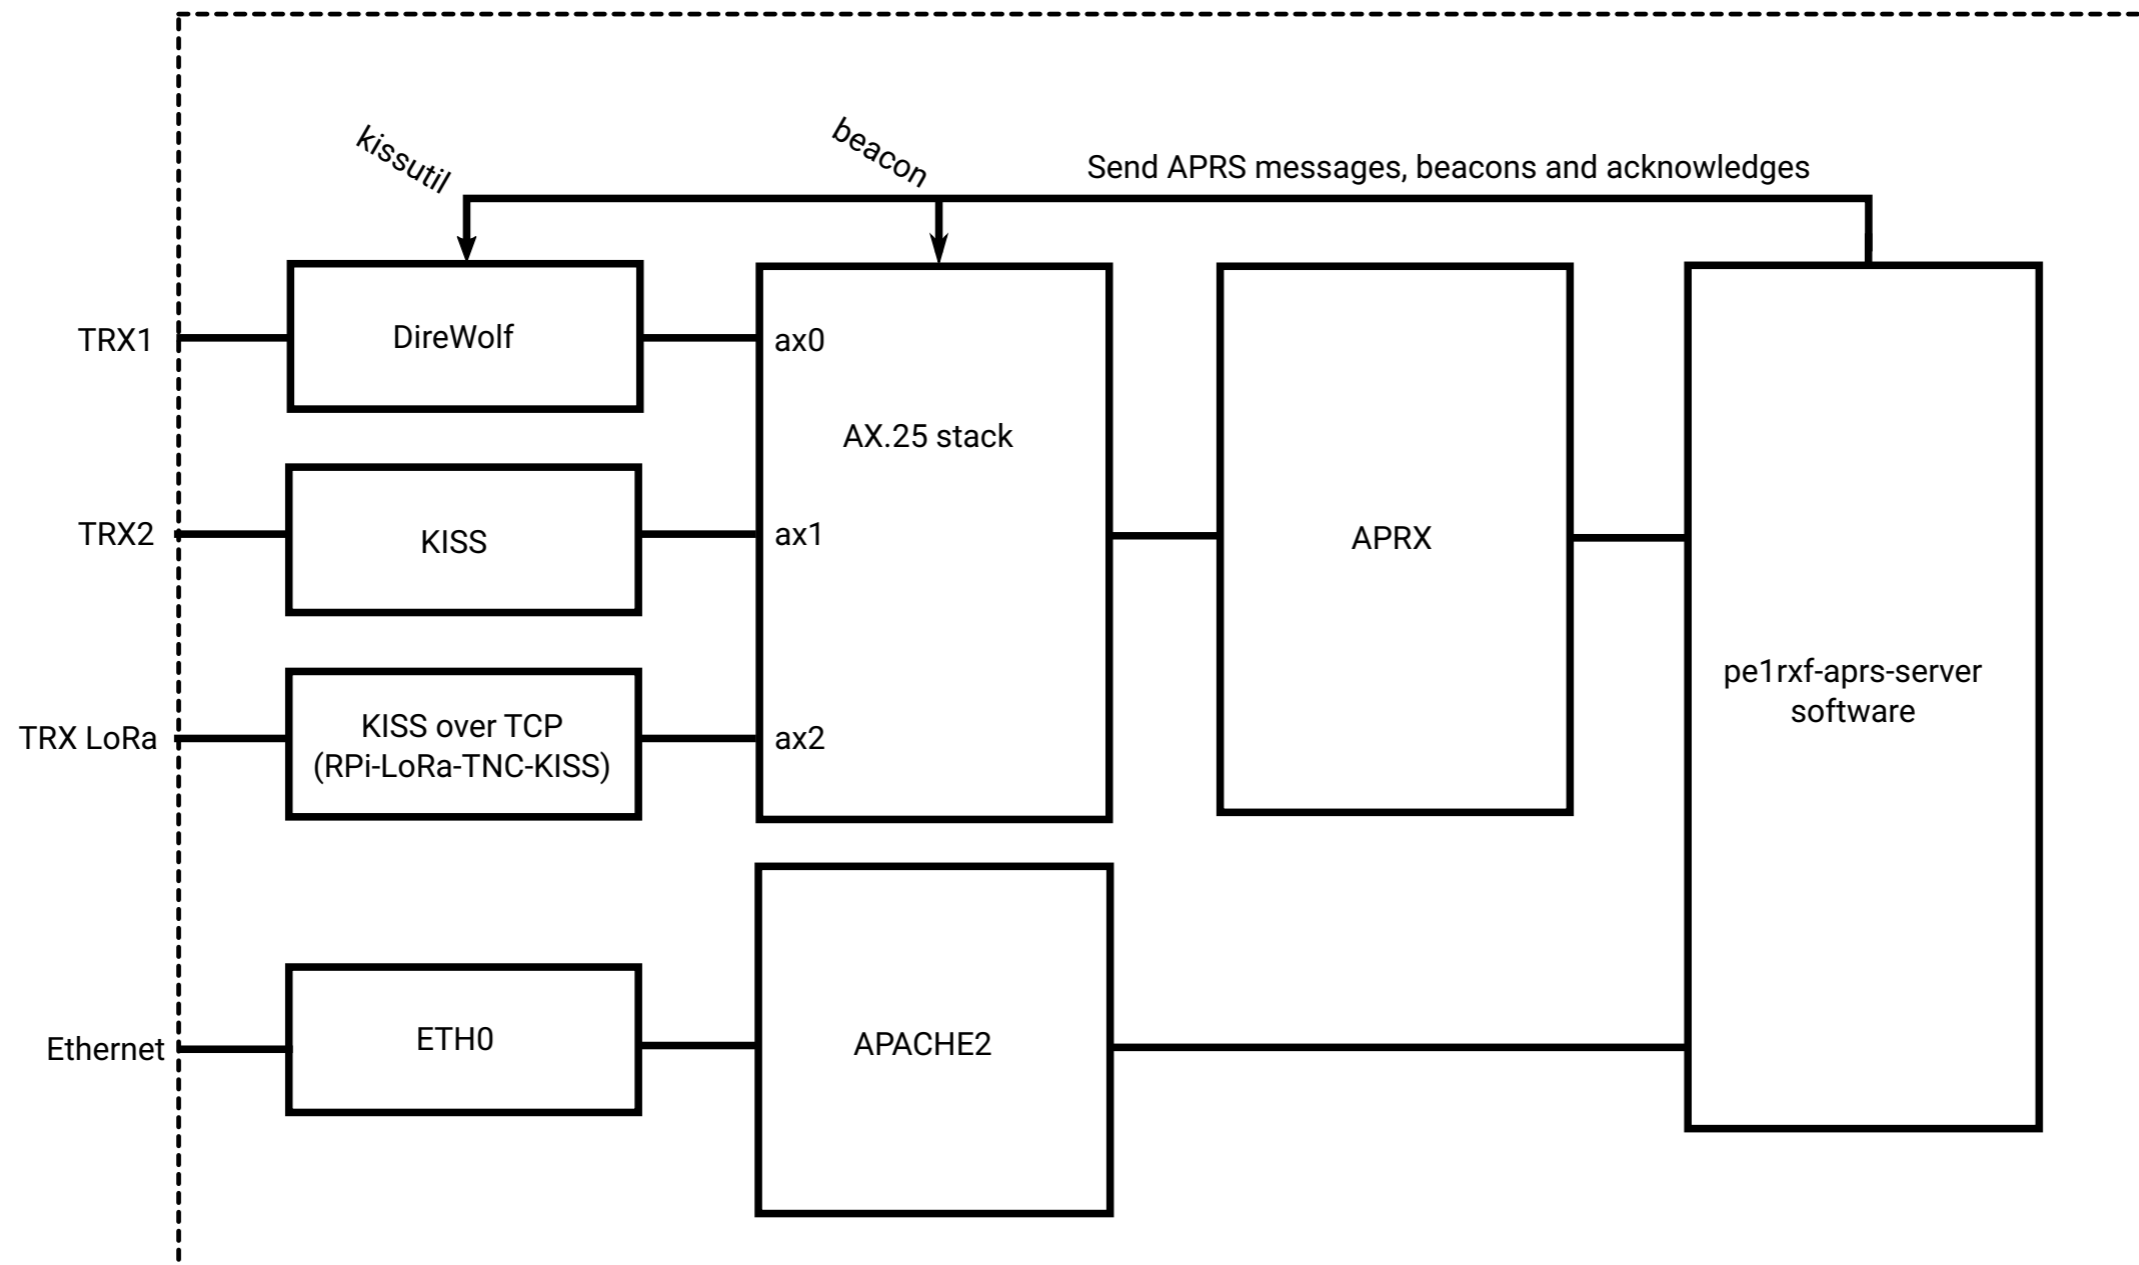 kissutil
beacon
Send APRS messages, beacons and acknowledges
TRX1
DireWolf
ax0
AX.25 stack
TRX2
KISS
ax1
APRX
TRX LoRa
KISS over TCP
(RPi-LoRa-TNC-KISS)
ax2
pe1rxf-aprs-server
software
Ethernet
ETH0
APACHE2